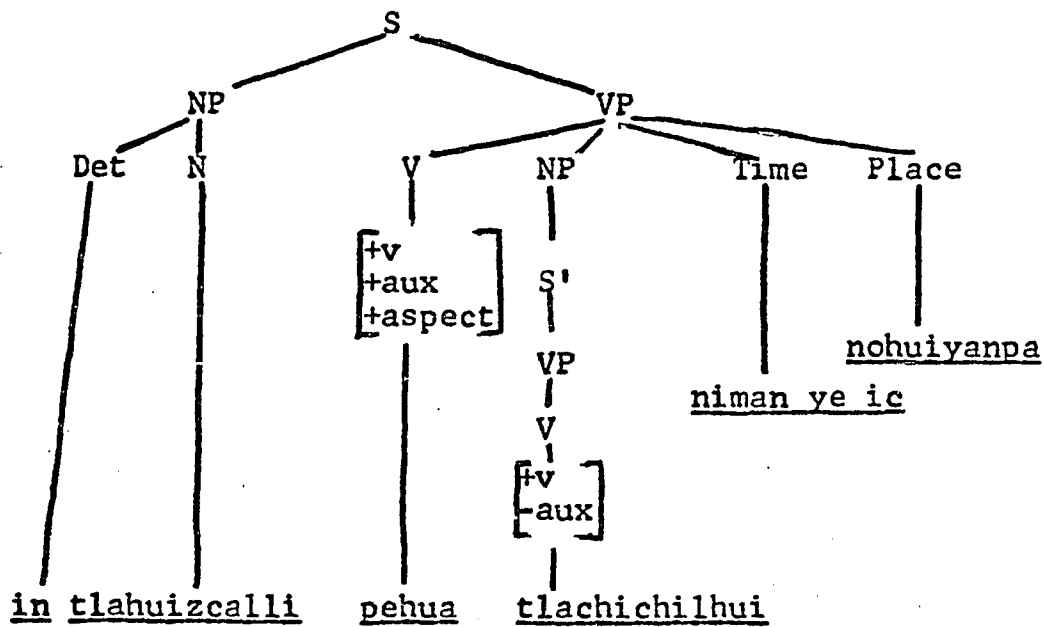 S
NP VP
Det N V NP Time Place
+v
+aux
+aspect
S'
nohuiyanpa
VP
niman ye ic
V
+v
-aux
in tlahuizcalli pehua tlachichilhui